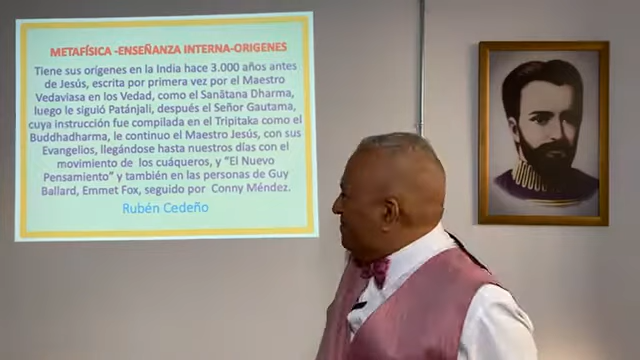 METAFÍSICA -ENSEÑANZA INTERNA-ORIGENES
Tiene sus orígenes en la India hace 3.000 años antes
de Jesús, escrita por primera vez por el Maestro
Vedaviasa en los Vedad, como el Sanâtana Dharma,
luego le siguió Patánjali, después el Señor Gautama,
cuya instrucción fue compilada en el Tripitaka como el
Buddhadharma, le continuo el Maestro Jesús, con sus
Evangelios, llegándose hasta nuestros días con el
movimiento de los cuáqueros, y "El Nuevo
Pensamiento" y también en las personas de Guy
Ballard, Emmet Fox, seguido por Conny Méndez.
Rubén Cedeño